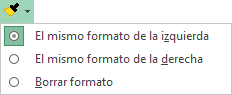 El mismo formato de la izquierda
El mismo formato de la derecha
Borrar formato